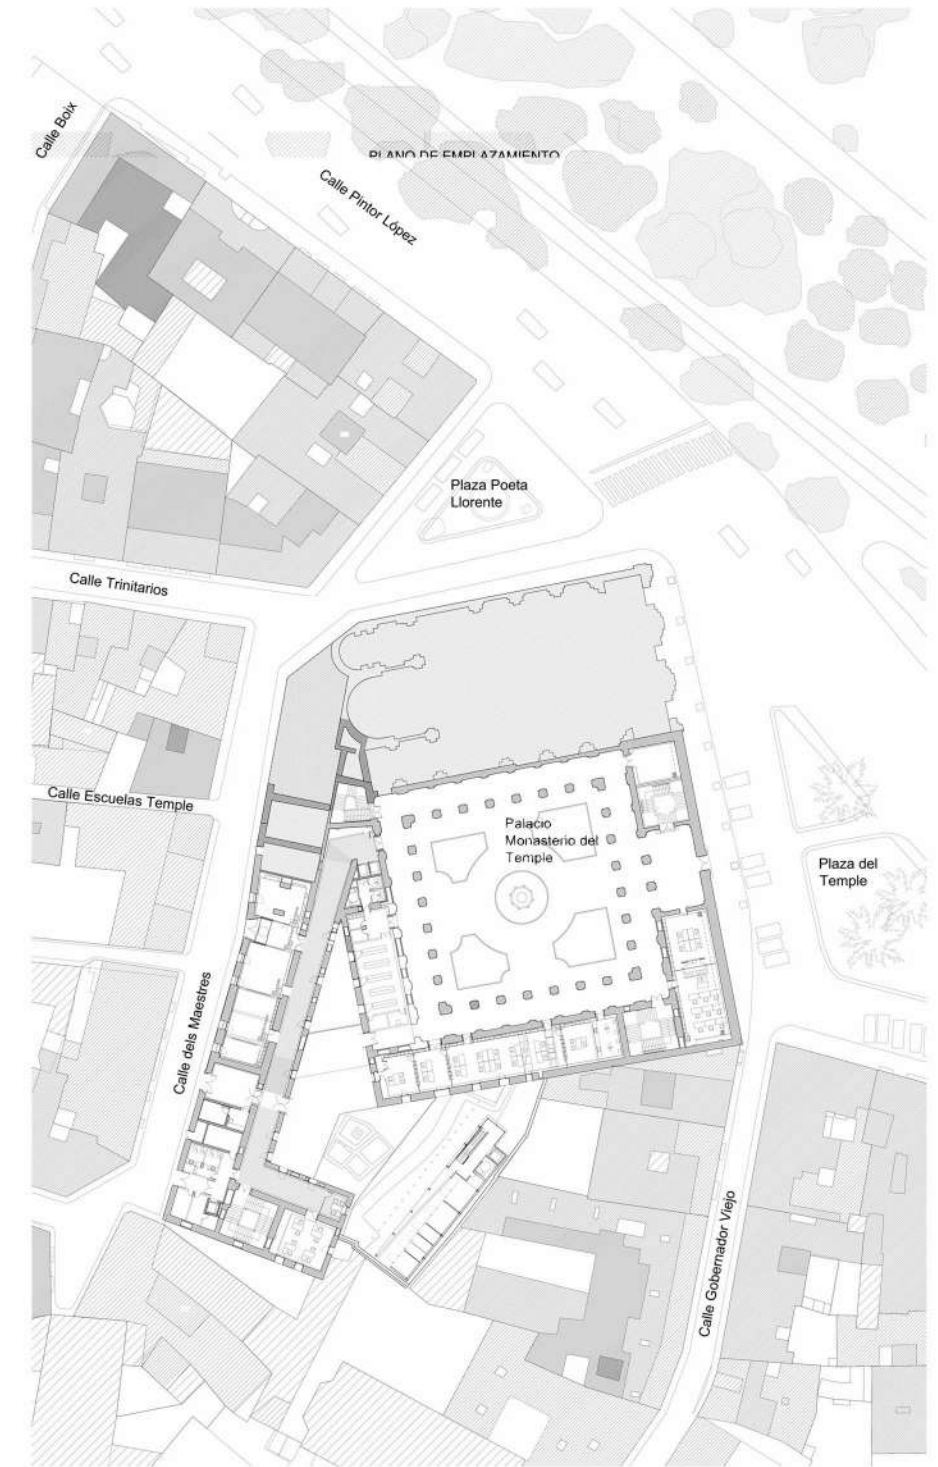 Calle Boix
PLANO DE EMPLAZAMIENTO
Calle Pintor López
Plaza Poeta
Llorente
Calle Trinitarios
Calle Escuelas Temple
Palacio
Monasterio del
Temple
Plaza del
Temple
Calle dels Maestres
Calle Gobernador Viejo